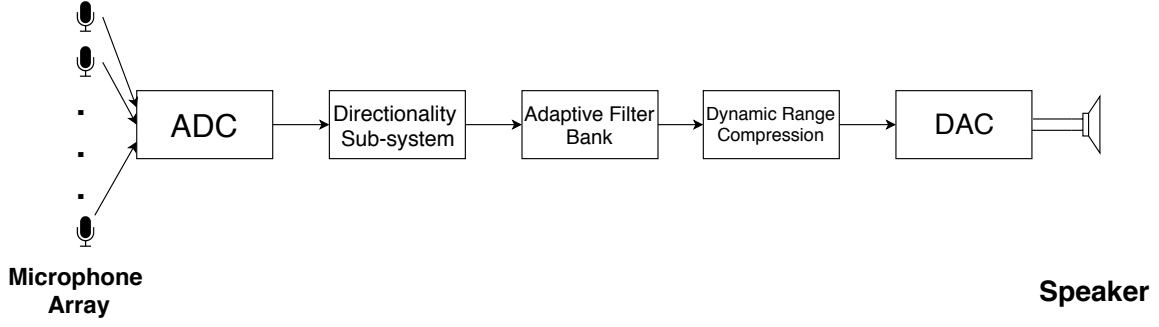 ADC
Directionality
Sub-system
Adaptive Filter
Bank
Dynamic Range
Compression
DAC
Microphone
Array
Speaker